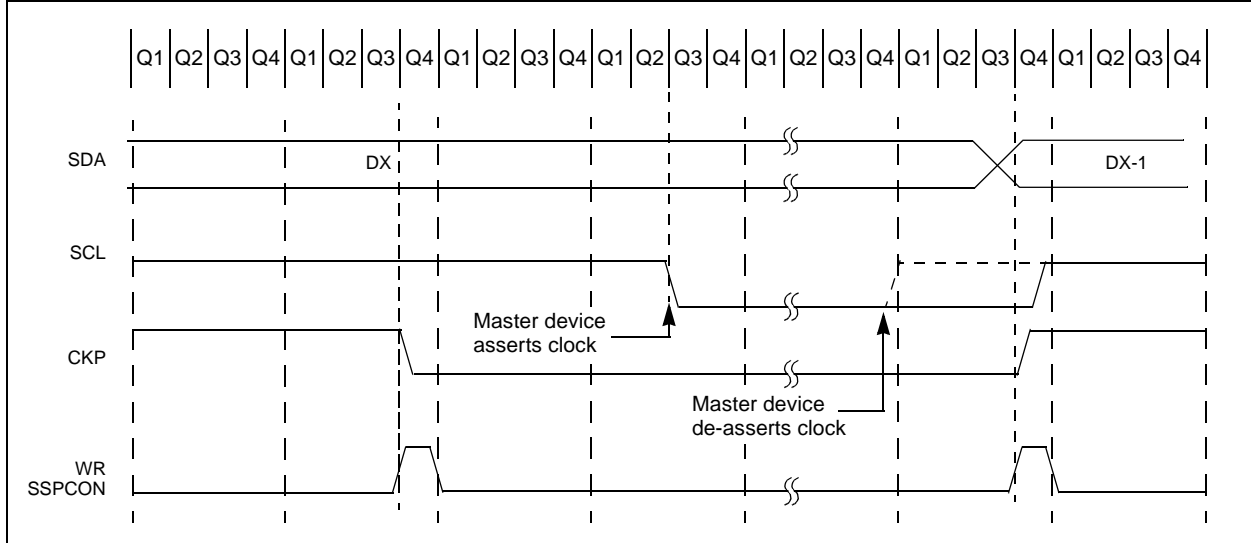 Q1 Q2 Q3 Q4 Q1 Q2 Q3 Q4 Q1 Q2 Q3 Q4 Q1 Q2 Q3 Q4 Q1 Q2 Q3 Q4 Q1 Q2 Q3 Q4 Q1 Q2 Q3 Q4
SDA DX DX-1
SCL
Master device
asserts clock
CKP
Master device
de-asserts clock
WR
SSPCON